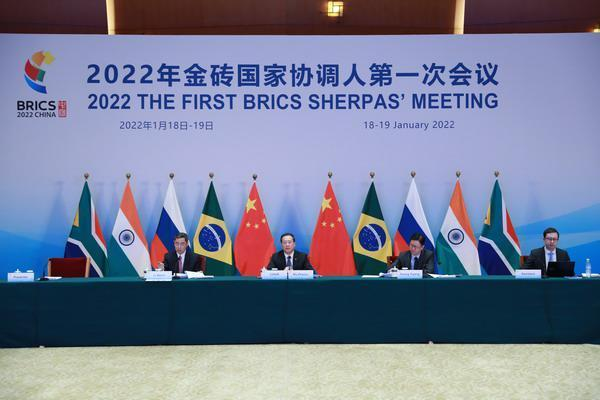 2022年金砖国家协调人第一次会议
2022 THE FIRST BRICS SHERPAS' MEETING
BRICS
2022 CHINA
2022年1月18日-19日
18-19 January 2022